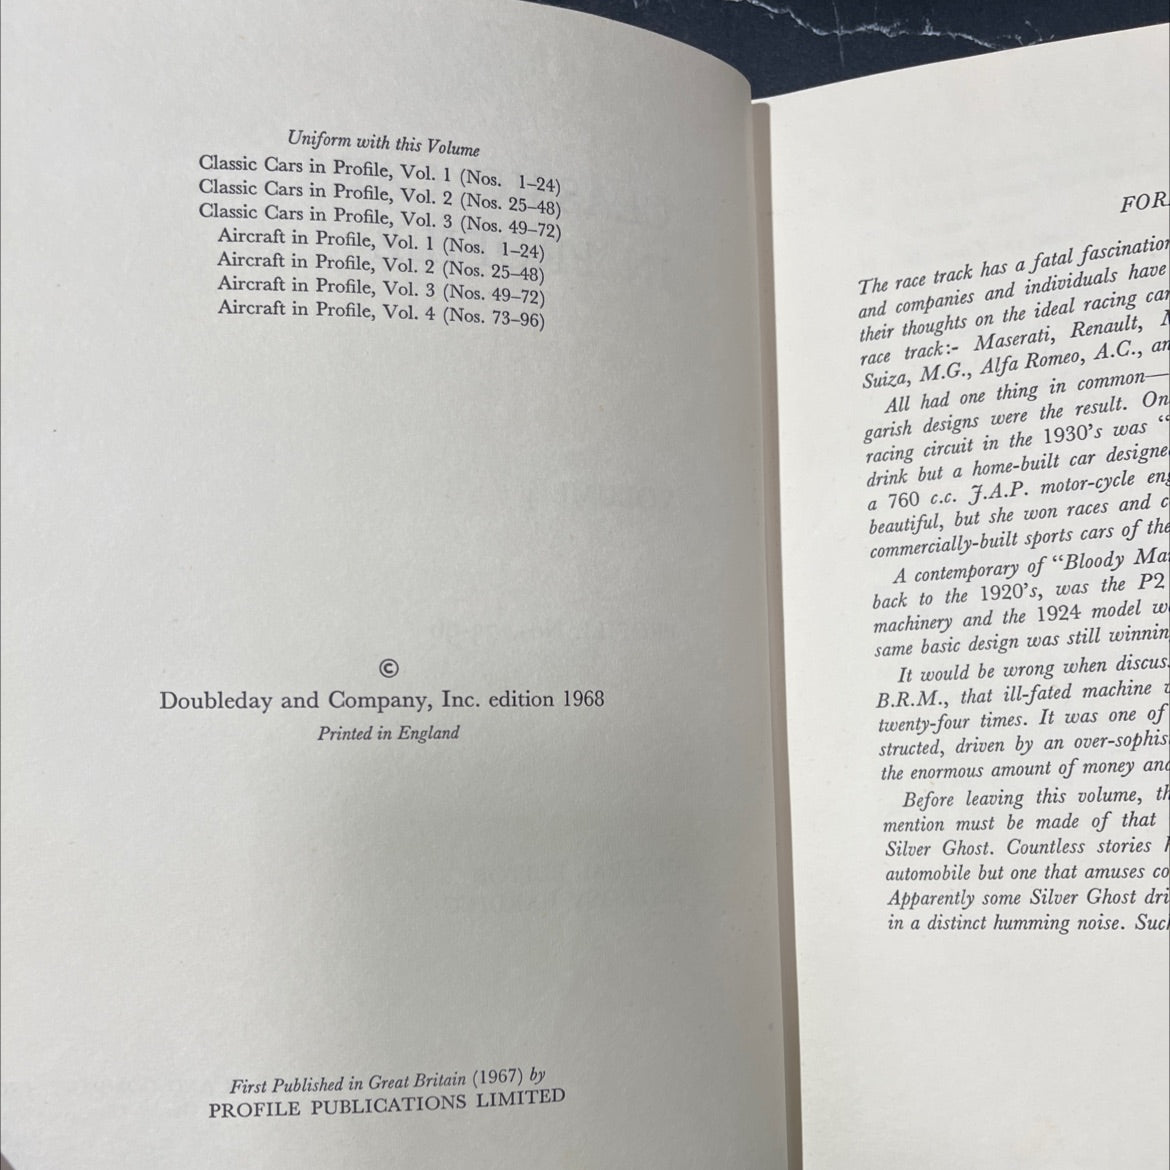 Uniform with this Volume
Classic Cars in Profile, Vol. 1 (Nos. 1–24)
Classic Cars in Profile, Vol. 2 (Nos. 25–48)
Classic Cars in Profile, Vol. 3 (Nos. 49–72)
Aircraft in Profile, Vol. 1 (Nos. 1–24)
Aircraft in Profile, Vol. 2 (Nos. 25–48)
Aircraft in Profile, Vol. 3 (Nos. 49–72)
Aircraft in Profile, Vol. 4 (Nos. 73–96)
©
Doubleday and Company, Inc. edition 1968
Printed in England
First Published in Great Britain (1967) by
PROFILE PUBLICATIONS LIMITED
FOR
The race track has a fatal fascination
and companies and individuals have
their thoughts on the ideal racing car
race track:- Maserati, Renault,
Suiza, M.G., Alfa Romeo, A.C., an
All had one thing in common—
garish designs were the result. On
racing circuit in the 1930's was "
drink but a home-built car designe
a 760 c.c. J.A.P. motor-cycle eng
beautiful, but she won races and c
commercially-built sports cars of the
A contemporary of "Bloody Ma
back to the 1920's, was the P2
machinery and the 1924 model w
same basic design was still winnin
It would be wrong when discus
B.R.M., that ill-fated machine
twenty-four times. It was one of
structed, driven by an over-sophis
the enormous amount of money and
Before leaving this volume, th
mention must be made of that
Silver Ghost. Countless stories h
automobile but one that amuses co
Apparently some Silver Ghost dri
in a distinct humming noise. Such